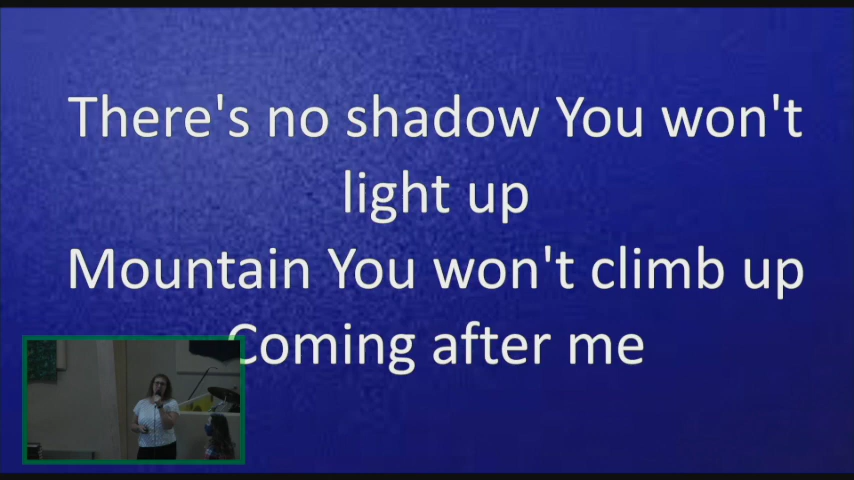 There's no shadow You won't
light up
Mountain You won't climb up
Coming after me